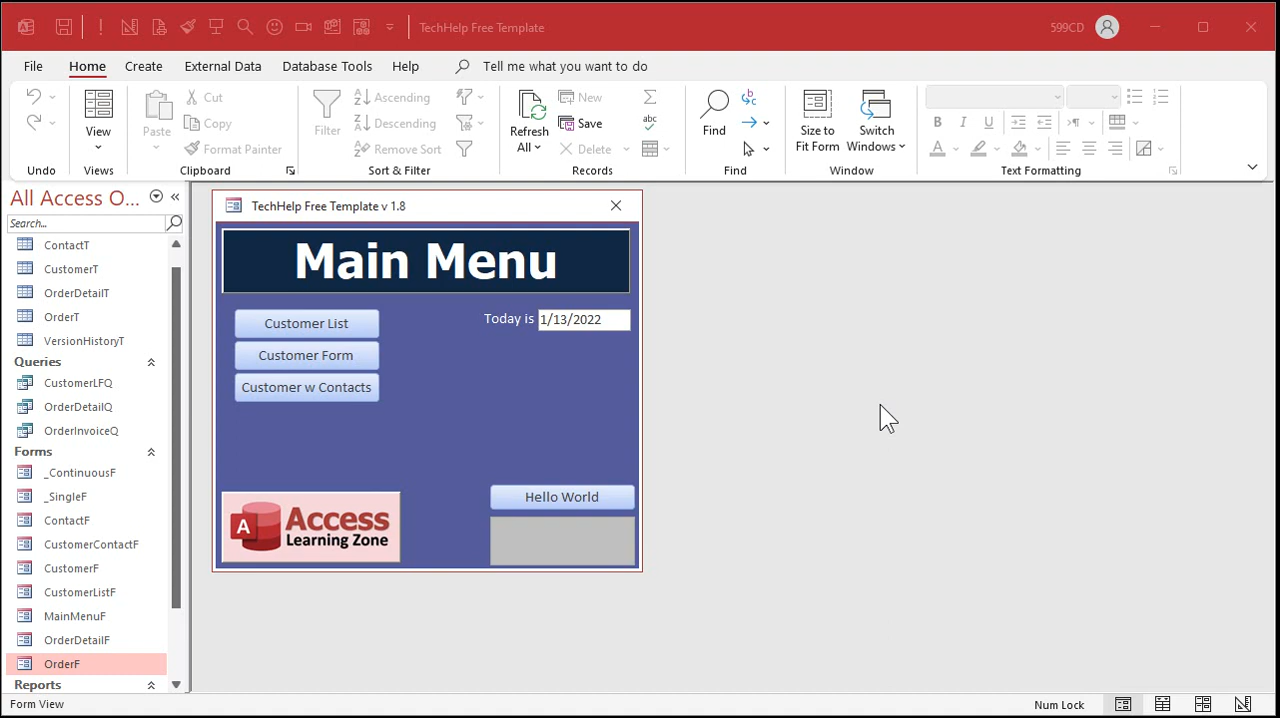 TechHelp Free Template
599CD
File Home Create External Data Database Tools Help Tell me what you want to do
View
Paste
Cut
Copy
Format Painter
Filter
Ascending
Descending
Remove Sort
Refresh All
New
Save
Delete
Find
Size to Fit Form
Switch Windows
Undo Views Clipboard Sort & Filter Records Find Window Text Formatting
All Access O...
Search...
ContactT
CustomerT
OrderDetailT
OrderT
VersionHistoryT
Queries
CustomerLFQ
OrderDetailQ
OrderInvoiceQ
Forms
_ContinuousF
_SingleF
ContactF
CustomerContactF
CustomerF
CustomerListF
MainMenuF
OrderDetailF
OrderF
Reports
TechHelp Free Template v 1.8
Main Menu
Customer List
Customer Form
Customer w Contacts
Today is 1/13/2022
Hello World
A Access
Learning Zone
Form View
Num Lock